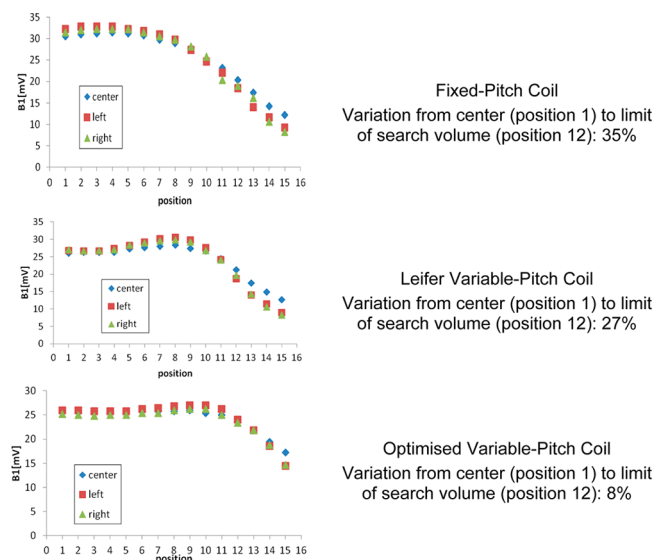 35
30
25
20
15
10
5
0
B1[mV]
center
left
right
0 1 2 3 4 5 6 7 8 9 10 11 12 13 14 15 16
position
Fixed-Pitch Coil
Variation from center (position 1) to limit
of search volume (position 12): 35%
35
30
25
20
15
10
5
0
B1[mV]
center
left
right
0 1 2 3 4 5 6 7 8 9 10 11 12 13 14 15 16
position
Leifer Variable-Pitch Coil
Variation from center (position 1) to limit
of search volume (position 12): 27%
30
25
20
15
10
5
0
B1[mV]
center
left
right
0 1 2 3 4 5 6 7 8 9 10 11 12 13 14 15 16
position
Optimised Variable-Pitch Coil
Variation from center (position 1) to limit
of search volume (position 12): 8%